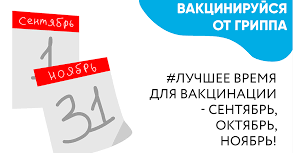 ВАКЦИНИРУЙСЯ
ОТ ГРИППА
СЕНТЯБРЬ
1
НОЯБРЬ
31
#ЛУЧШЕЕ ВРЕМЯ
ДЛЯ ВАКЦИНАЦИИ
- СЕНТЯБРЬ,
ОКТЯБРЬ,
НОЯБРЬ!